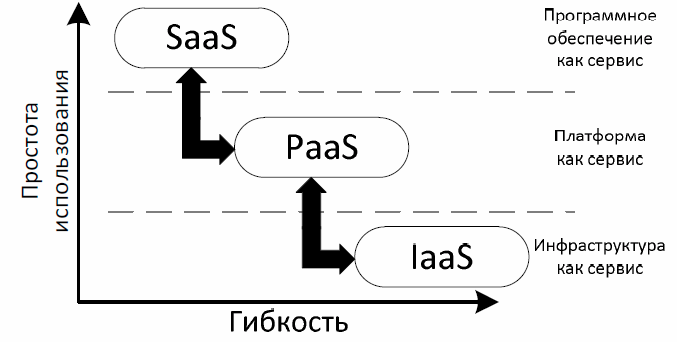 SaaS
Программное
обеспечение
как сервис
PaaS
Платформа
как сервис
IaaS
Инфраструктура
как сервис
Простота
использования
Гибкость